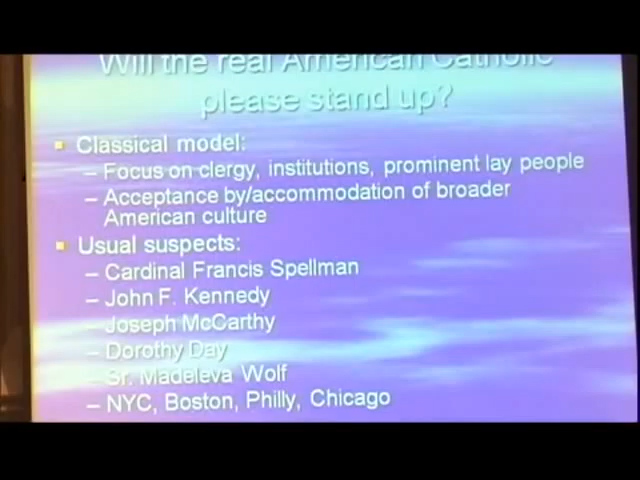 Will the real American Catholic
please stand up?
Classical model:
– Focus on clergy, institutions, prominent lay people
– Acceptance by/accommodation of broader
American culture
Usual suspects:
– Cardinal Francis Spellman
– John F. Kennedy
– Joseph McCarthy
– Dorothy Day
– Sr. Madeleva Wolf
– NYC, Boston, Philly, Chicago